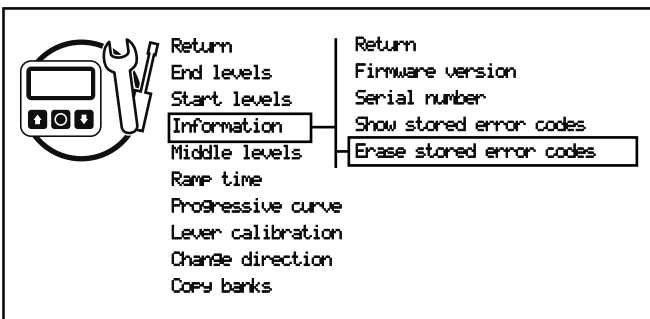 Return
End levels
Start levels
Information
Middle levels
Ramp time
Progressive curve
Lever calibration
Change direction
Copy banks
Return
Firmware version
Serial number
Show stored error codes
Erase stored error codes